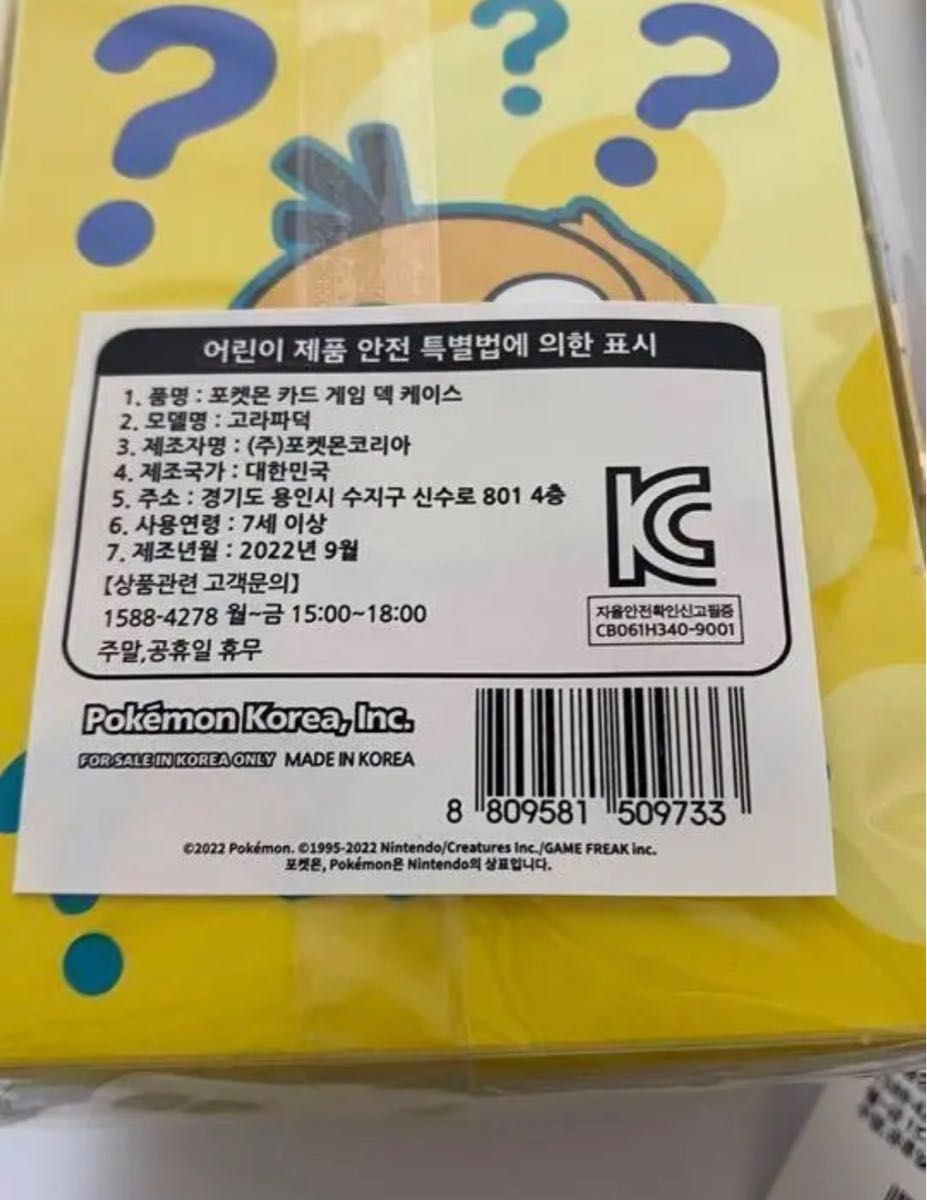 어린이 제품 안전 특별법에 의한 표시
1. 품명 : 포켓몬 카드 게임 덱 케이스
2. 모델명 : 고라파덕
3. 제조자명 : (주)포켓몬코리아
4. 제조국가 : 대한민국
5. 주소 : 경기도 용인시 수지구 신수로 801 4층
6. 사용연령 : 7세 이상
7. 제조년월 : 2022년 9월
[상품관련 고객문의]
1588-4278 월~금 15:00~18:00
주말,공휴일 휴무
KC
자율안전확인신고필증
CB061H340-9001
Pokémon Korea, Inc.
FOR SALE IN KOREA ONLY MADE IN KOREA
8 809581 509733
©2022 Pokémon. ©1995-2022 Nintendo/Creatures Inc./GAME FREAK inc.
포켓몬, Pokémon은 Nintendo의 상표입니다.